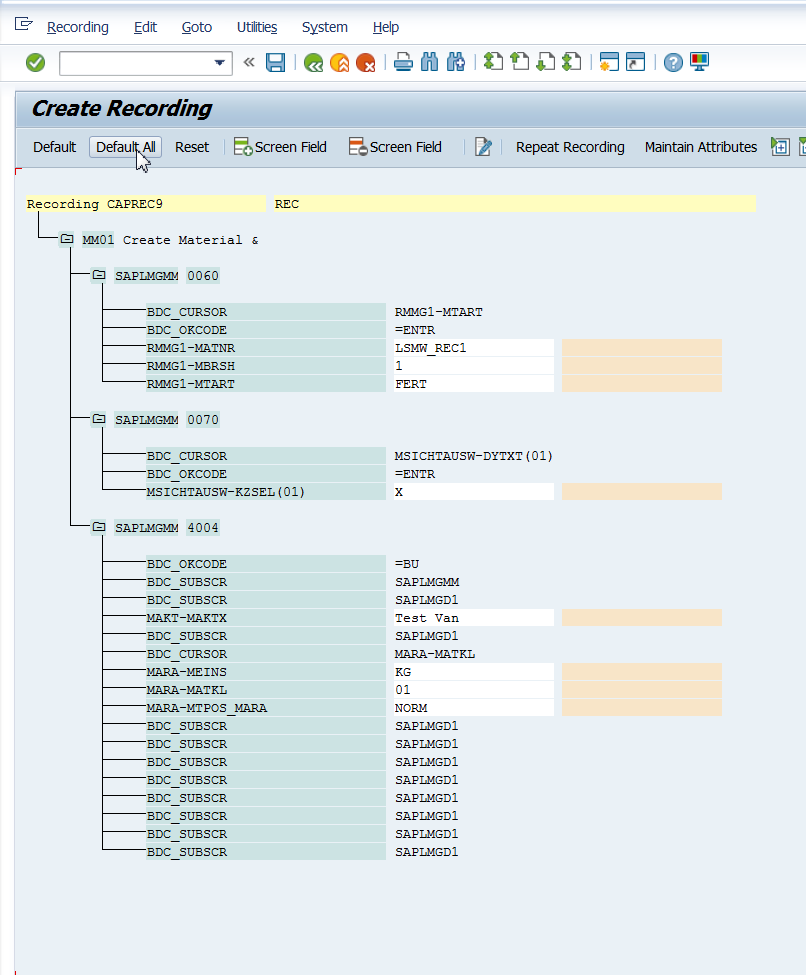 Recording Edit Goto Utilities System Help
Create Recording
Default Default All Reset Screen Field Screen Field Repeat Recording Maintain Attributes
Recording CAPREC9 REC
MM01 Create Material &
SAPLMGMM 0060
BDC_CURSOR RMMG1-MTART
BDC_OKCODE =ENTR
RMMG1-MATNR LSMW_REC1
RMMG1-MBRSH 1
RMMG1-MTART FERT
SAPLMGMM 0070
BDC_CURSOR MSICHTAUSW-DYTXT(01)
BDC_OKCODE =ENTR
MSICHTAUSW-KZSEL(01) X
SAPLMGMM 4004
BDC_OKCODE =BU
BDC_SUBSCR SAPLMGMM
BDC_SUBSCR SAPLMGD1
MAKT-MAKTX Test Van
BDC_SUBSCR SAPLMGD1
BDC_CURSOR MARA-MATKL
MARA-MEINS KG
MARA-MATKL 01
MARA-MTPOS_MARA NORM
BDC_SUBSCR SAPLMGD1
BDC_SUBSCR SAPLMGD1
BDC_SUBSCR SAPLMGD1
BDC_SUBSCR SAPLMGD1
BDC_SUBSCR SAPLMGD1
BDC_SUBSCR SAPLMGD1
BDC_SUBSCR SAPLMGD1
BDC_SUBSCR SAPLMGD1